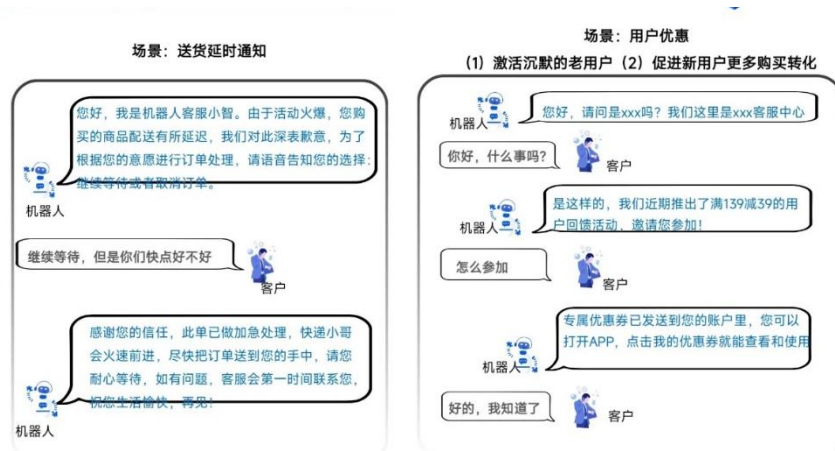 场景：送货延时通知
您好，我是机器人客服小智。由于活动火爆，您购
买的商品配送有所延迟，我们对此深表歉意，为了
根据您的意愿进行订单处理，请语音告知您的选择：
继续等待或者取消订单。
机器人
继续等待，但是你们快点好不好
客户
感谢您的信任，此单已做加急处理，快递小哥
会火速前进，尽快把订单送到您的手中，请您
耐心等待，如有问题，客服会第一时间联系您，
祝您生活愉快，再见！
机器人
场景：用户优惠
（1）激活沉默的老用户（2）促进新用户更多购买转化
您好，请问是xxx吗？我们这里是xxx客服中心
机器人
你好，什么事吗？
客户
是这样的，我们近期推出了满139减39的用
户回馈活动，邀请您参加！
机器人
怎么参加
客户
专属优惠券已发送到您的账户里，您可以
打开APP，点击我的优惠券就能查看和使用
机器人
好的，我知道了
客户